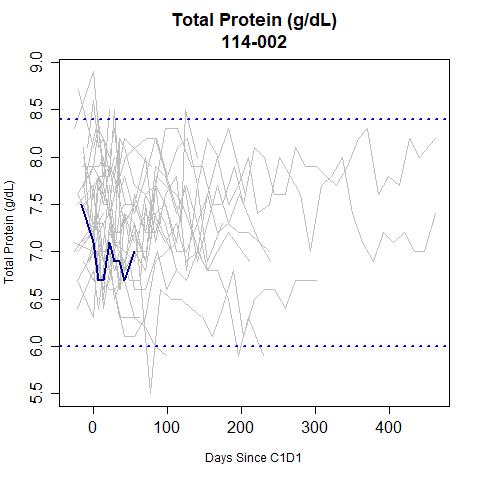 Total Protein (g/dL)
114-002
Total Protein (g/dL)
9.0
8.5
8.0
7.5
7.0
6.5
6.0
5.5
0 100 200 300 400
Days Since C1D1